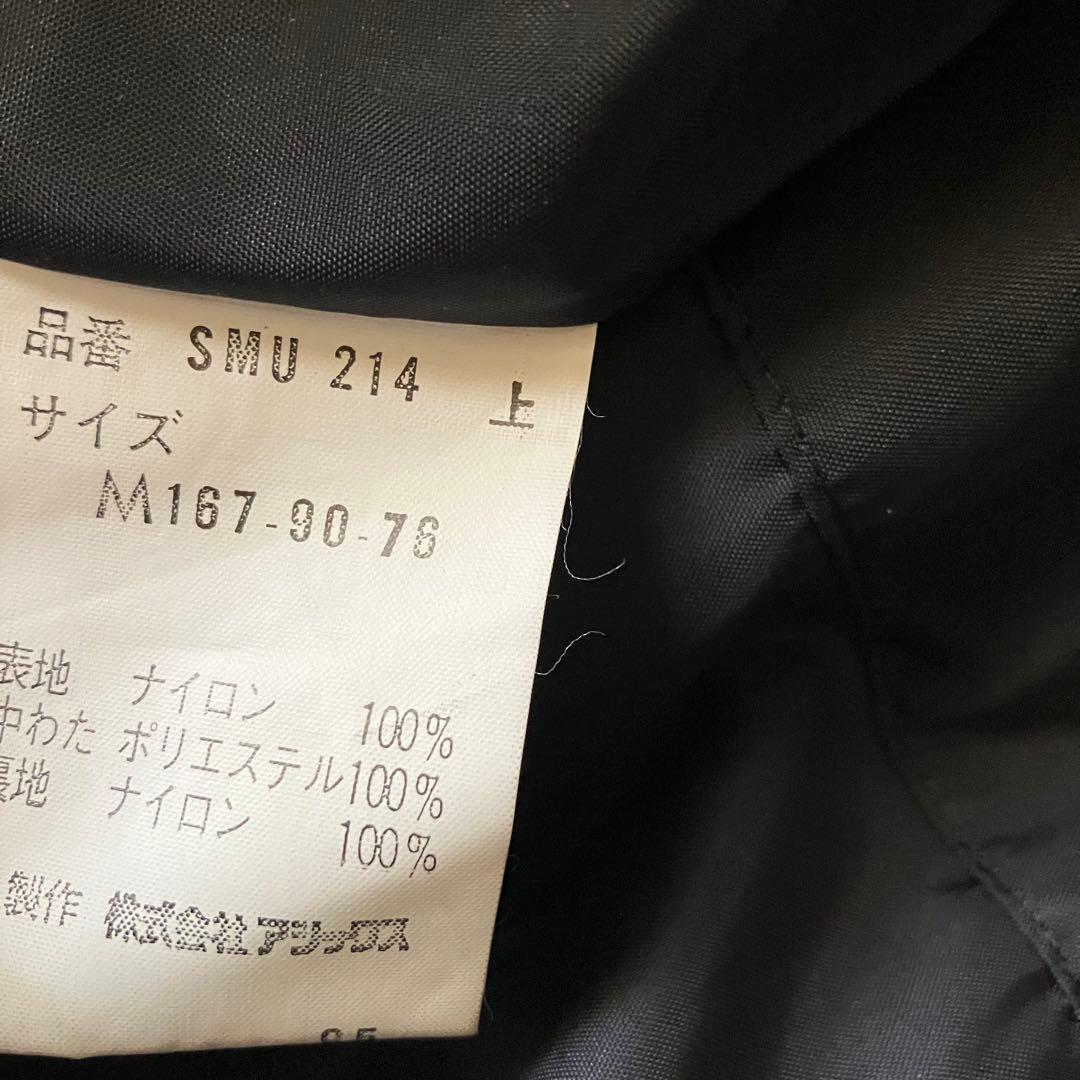 品番 SMU 214 上
サイズ
M167-90-76
表地 ナイロン 100%
中わた ポリエステル100%
裏地 ナイロン 100%
製作 株式会社アシックス